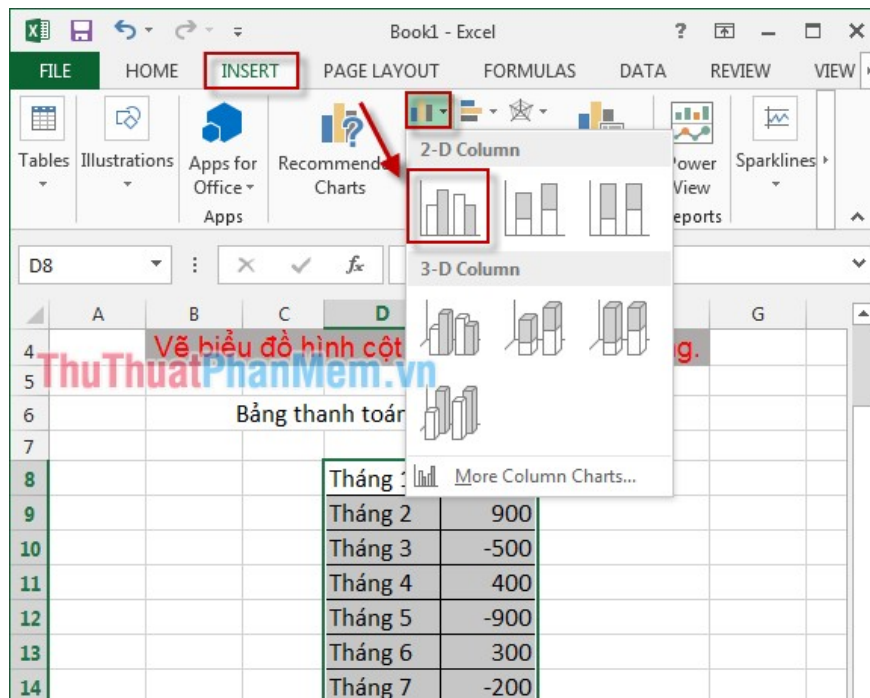 Book1 - Excel
FILE HOME INSERT PAGE LAYOUT FORMULAS DATA REVIEW VIEW
Tables Illustrations Apps for Office Recommended Charts Power View Sparklines
Apps
2-D Column
D8 fx
3-D Column
A B C D G
4 Vẽ biểu đồ hình cột
ThuThuatPhanMem.vn
5
6 Bảng thanh toán
7
8 Tháng 1
More Column Charts...
9 Tháng 2 900
10 Tháng 3 -500
11 Tháng 4 400
12 Tháng 5 -900
13 Tháng 6 300
14 Tháng 7 -200